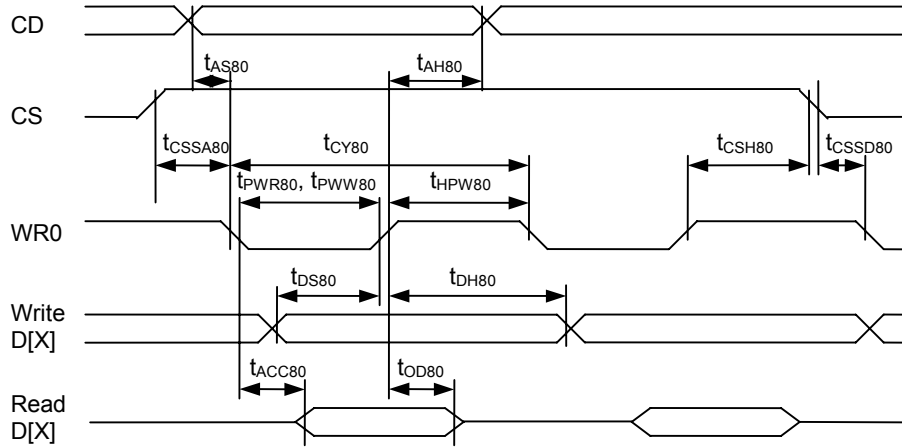 CD
tAS80 tAH80
CS
tCSSA80 tCY80 tCSH80 tCSSD80
tPWR80, tPWW80 tHPW80
WR0
tDS80 tDH80
Write
D[X]
tACC80 tOD80
Read
D[X]